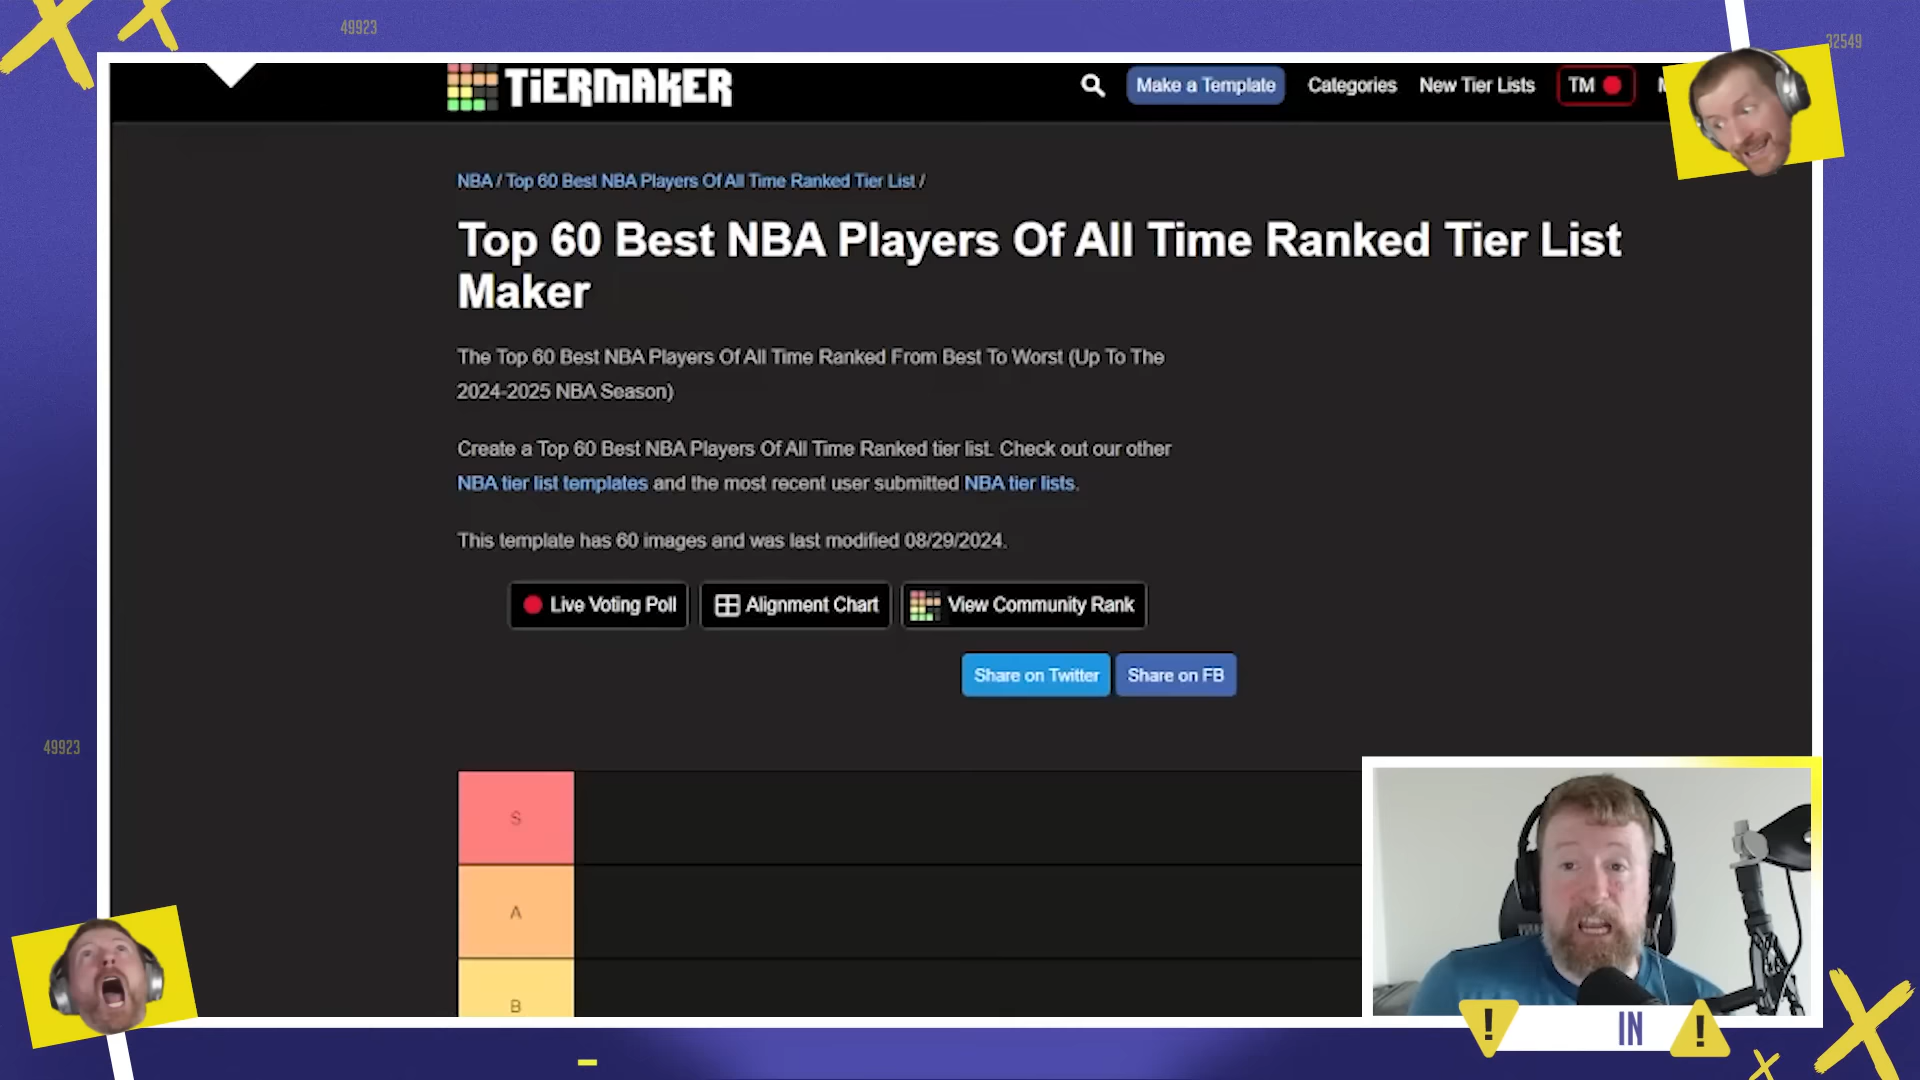 49923
32549
TiERMAKER
Make a Template
Categories
New Tier Lists
TM
NBA / Top 60 Best NBA Players Of All Time Ranked Tier List /
Top 60 Best NBA Players Of All Time Ranked Tier List
Maker
The Top 60 Best NBA Players Of All Time Ranked From Best To Worst (Up To The
2024-2025 NBA Season)
Create a Top 60 Best NBA Players Of All Time Ranked tier list. Check out our other
NBA tier list templates and the most recent user submitted NBA tier lists.
This template has 60 images and was last modified 08/29/2024.
Live Voting Poll
Alignment Chart
View Community Rank
Share on Twitter
Share on FB
49923
S
A
B
! IN !